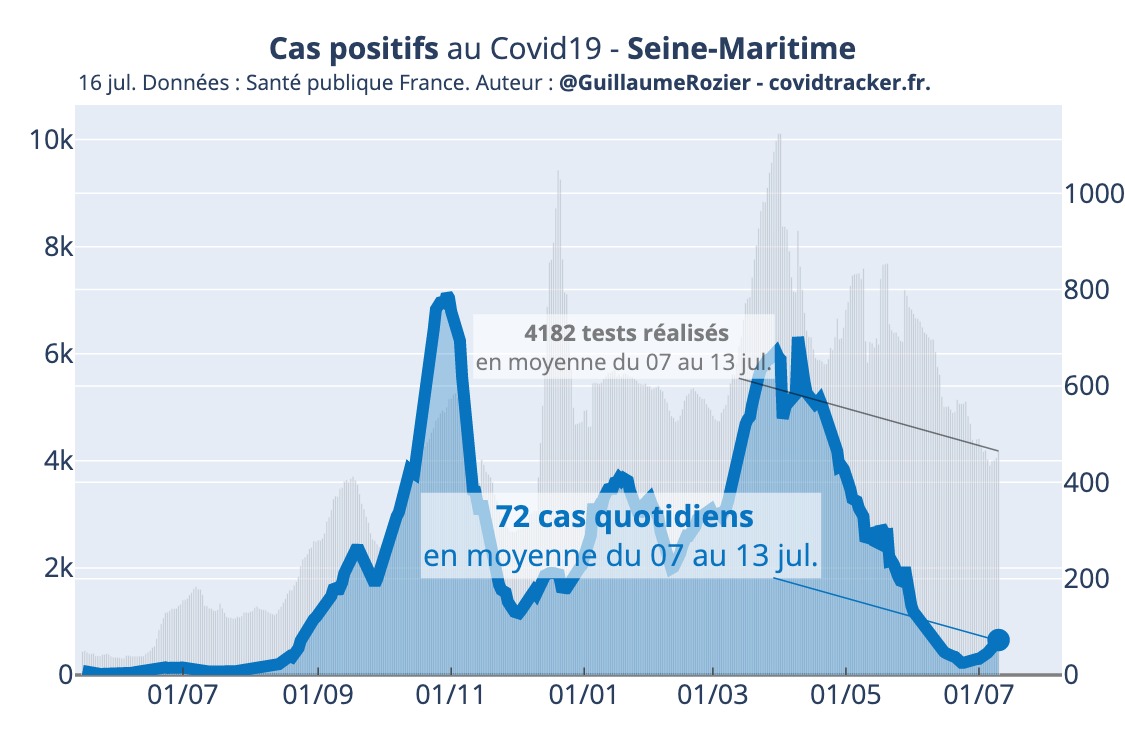 Cas positifs au Covid19 - Seine-Maritime
16 jul. Données : Santé publique France. Auteur : @GuillaumeRozier - covidtracker.fr.
10k
1000
8k
800
4182 tests réalisés
en moyenne du 07 au 13 jul.
6k
600
4k
400
72 cas quotidiens
en moyenne du 07 au 13 jul.
2k
200
0
0
01/07 01/09 01/11 01/01 01/03 01/05 01/07